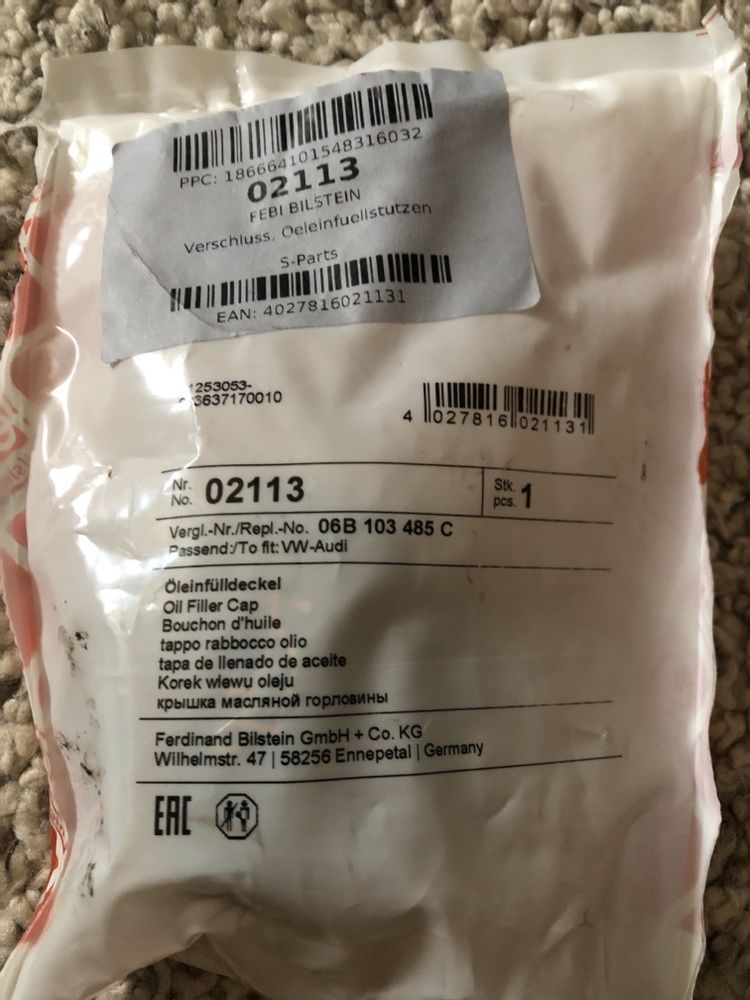 PPC: 186664101548316032
02113
FEBI BILSTEIN
Verschluss, Oeleinfuellstutzen
S-Parts
EAN: 4027816021131
1253053-
3637170010
4 027816 021131
Nr.
No. 02113
Stk.
pcs. 1
Vergl.-Nr./Repl.-No. 06B 103 485 C
Passend:/To fit: VW-Audi
Öleinfülldeckel
Oil Filler Cap
Bouchon d'huile
tappo rabbocco olio
tapa de llenado de aceite
Korek wlewu oleju
крышка масляной горловины
Ferdinand Bilstein GmbH + Co. KG
Wilhelmstr. 47 | 58256 Ennepetal | Germany
EAC